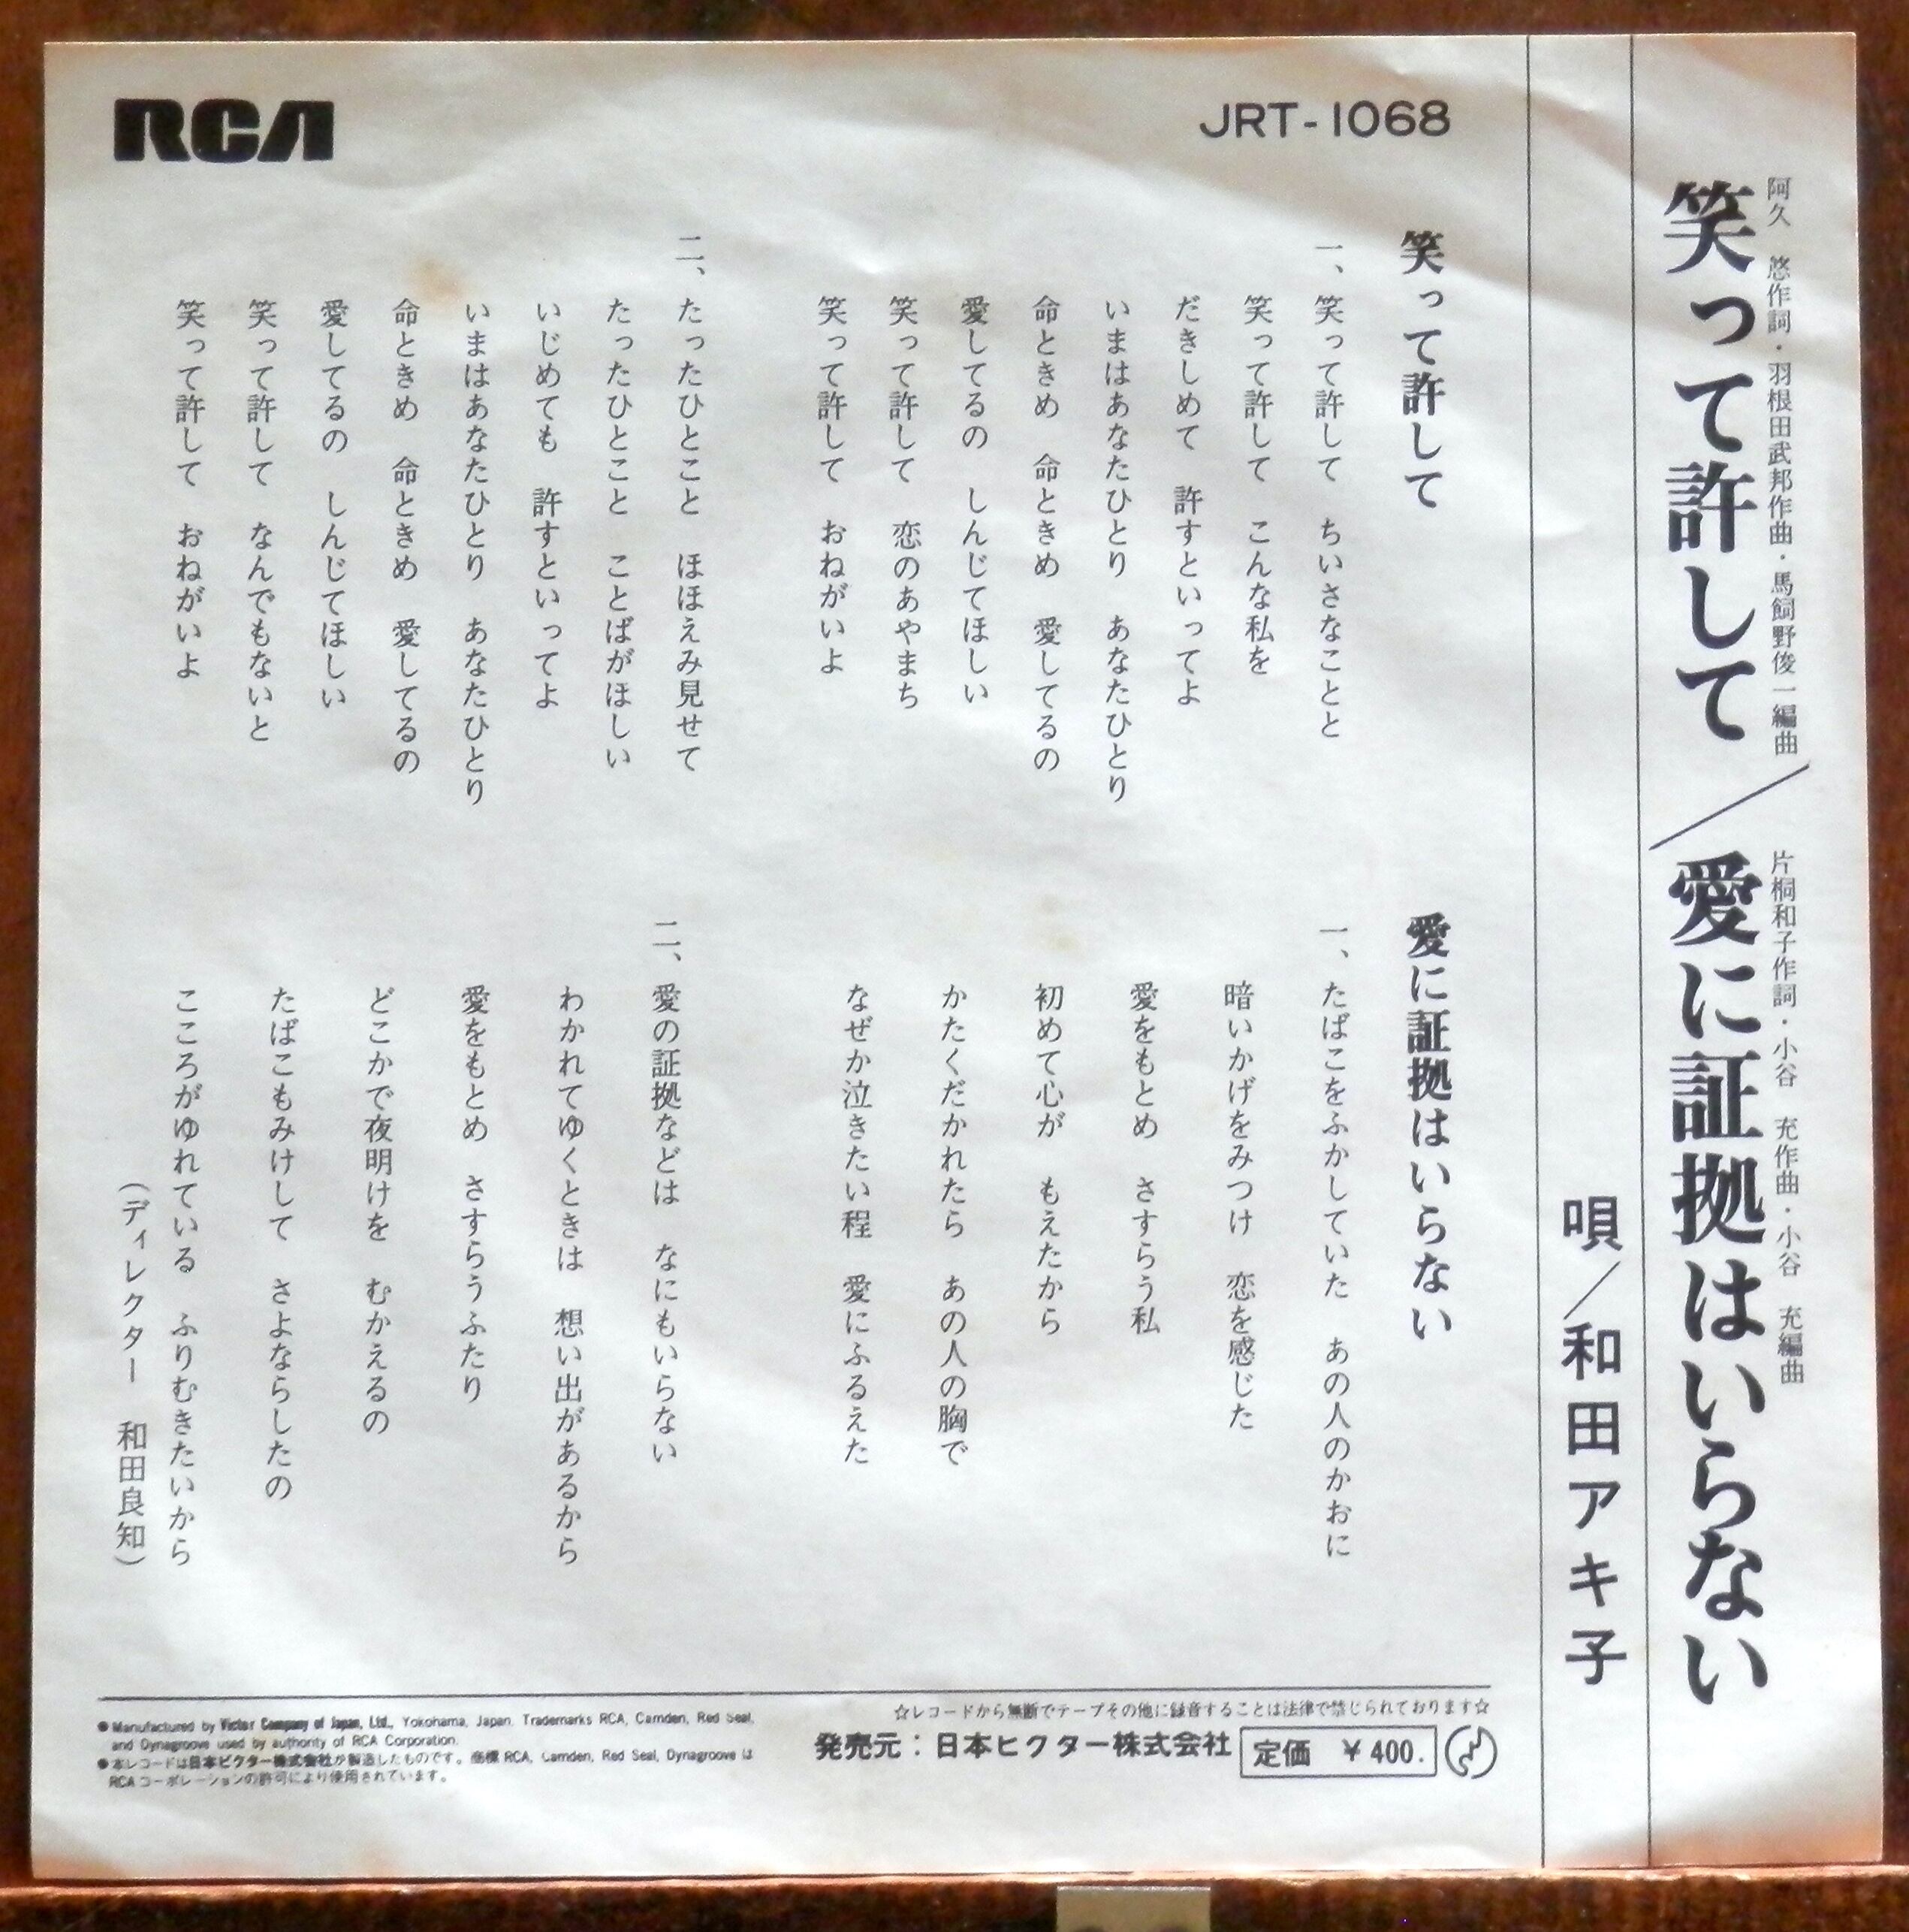 阿久 悠作詞・羽根田武邦作曲・馬飼野俊一編曲
笑って許して／愛に証拠はいらない
片桐和子作詞・小谷 充作曲・小谷 充編曲
唄／和田アキ子
RCA
JRT-1068
笑って許して
一、笑って許して ちいさなことと
笑って許して こんな私を
だきしめて 許すといってよ
いまはあなたひとり あなたひとり
命ときめ 命ときめ 愛してるの
愛してるの しんじてほしい
笑って許して 恋のあやまち
笑って許して おねがいよ
二、たったひとこと ほほえみ見せて
たったひとこと ことばがほしい
いじめても 許すといってよ
いまはあなたひとり あなたひとり
命ときめ 命ときめ 愛してるの
愛してるの しんじてほしい
笑って許して なんでもないと
笑って許して おねがいよ
愛に証拠はいらない
一、たばこをふかしていた あの人のかおに
暗いかげをみつけ 恋を感じた
愛をもとめ さすらう私
初めて心が もえたから
かたくだかれたら あの人の胸で
なぜか泣きたい程 愛にふるえた
二、愛の証拠などは なにもいらない
わかれてゆくときは 想い出があるから
愛をもとめ さすらうふたり
どこかで夜明けを むかえるの
たばこもみけして さよならしたの
こころがゆれている ふりむきたいから
（ディレクター 和田良知）
☆レコードから無断でテープその他に録音することは法律で禁じられております☆
発売元：日本ビクター株式会社
定価 ￥400.
●Manufactured by Victor Company of Japan, Ltd., Yokohama, Japan. Trademarks RCA, Camden, Red Seal,
and Dynagroove used by authority of RCA Corporation.
●本レコードは日本ビクター株式会社が製造したものです。商標 RCA, Camden, Red Seal, Dynagroove は
RCAコーポレーションの許可により使用されています。